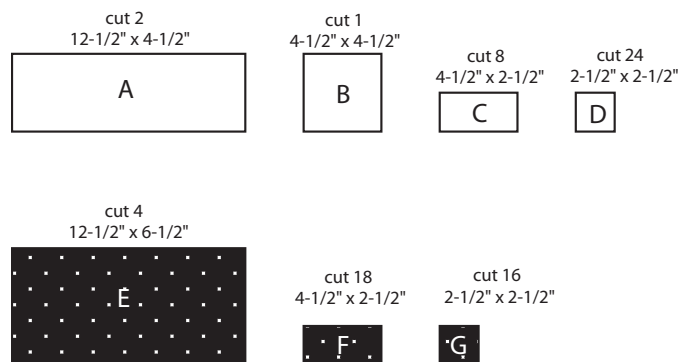 cut 2
12-1/2" x 4-1/2"
A
cut 1
4-1/2" x 4-1/2"
B
cut 8
4-1/2" x 2-1/2"
C
cut 24
2-1/2" x 2-1/2"
D
cut 4
12-1/2" x 6-1/2"
E
cut 18
4-1/2" x 2-1/2"
F
cut 16
2-1/2" x 2-1/2"
G